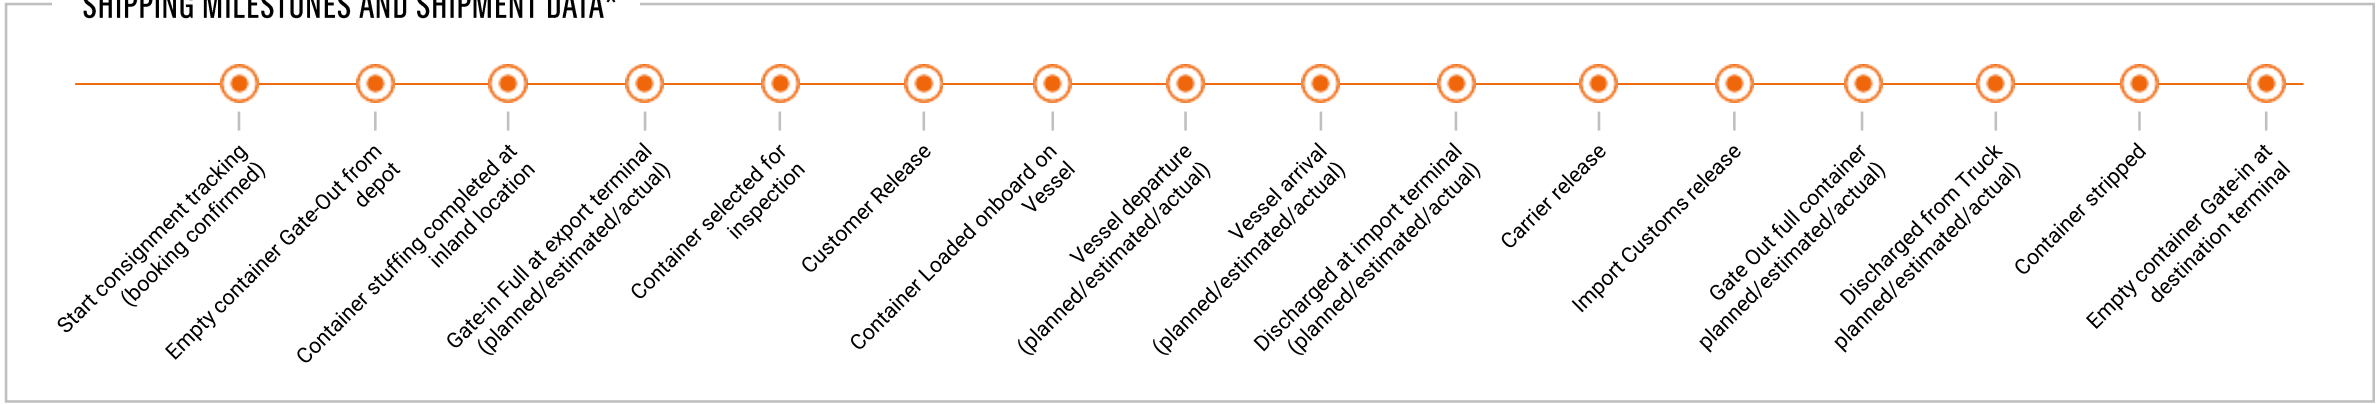 SHIPPING MILESTONES AND SHIPMENT DATA*
Start consignment tracking
(booking confirmed)
Empty container Gate-Out from
depot
Container stuffing completed at
inland location
Gate-in Full at export terminal
(planned/estimated/actual)
Container selected for
inspection
Customer Release
Container Loaded onboard on
Vessel
Vessel departure
(planned/estimated/actual)
Vessel arrival
(planned/estimated/actual)
Discharged at import terminal
(planned/estimated/actual)
Carrier release
Import Customs release
Gate Out full container
planned/estimated/actual)
Discharged from Truck
planned/estimated/actual)
Container stripped
Empty container Gate-in at
destination terminal